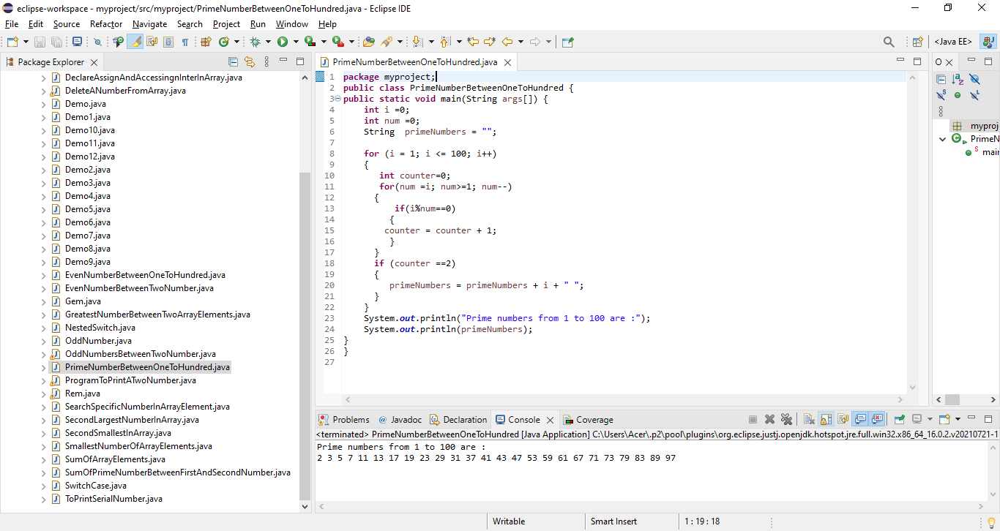 eclipse-workspace - myproject/src/myproject/PrimeNumberBetweenOneToHundred.java - Eclipse IDE
File Edit Source Refactor Navigate Search Project Run Window Help
<Java EE>
Package Explorer
DeclareAssignAndAccessingnInterInArray.java
DeleteANumberFromArray.java
Demo.java
Demo1.java
Demo10.java
Demo11.java
Demo12.java
Demo2.java
Demo3.java
Demo4.java
Demo5.java
Demo6.java
Demo7.java
Demo8.java
Demo9.java
EvenNumberBetweenOneToHundred.java
EvenNumberBetweenTwoNumber.java
Gem.java
GreatestNumberBetweenTwoArrayElements.java
NestedSwitch.java
OddNumber.java
OddNumbersBetweenTwoNumber.java
PrimeNumberBetweenOneToHundred.java
ProgramToPrintATwoNumber.java
Rem.java
SearchSpecificNumberInArrayElement.java
SecondLargestNumberInArray.java
SecondSmallestInArray.java
SmallestNumberOfArrayElements.java
SumOfArrayElements.java
SumOfPrimeNumberBetweenFirstAndSecondNumber.java
SwitchCase.java
ToPrintSerialNumber.java
PrimeNumberBetweenOneToHundred.java
1 package myproject;
2 public class PrimeNumberBetweenOneToHundred {
3 public static void main(String args[]) {
4 int i =0;
5 int num =0;
6 String  primeNumbers = "";
7
8 for (i = 1; i <= 100; i++)
9 {
10 int counter=0;
11 for(num =i; num>=1; num--)
12 {
13 if(i%num==0)
14 {
15 counter = counter + 1;
16 }
17 }
18 if (counter ==2)
19 {
20 primeNumbers = primeNumbers + i + " ";
21 }
22 }
23 System.out.println("Prime numbers from 1 to 100 are :");
24 System.out.println(primeNumbers);
25 }
26 }
27
O
myproj
PrimeN
mai
Problems @ Javadoc Declaration Console Coverage
<terminated> PrimeNumberBetweenOneToHundred [Java Application] C:\Users\Acer\.p2\pool\plugins\org.eclipse.justj.openjdk.hotspot.jre.full.win32.x86_64_16.0.2.v20210721-1
Prime numbers from 1 to 100 are :
2 3 5 7 11 13 17 19 23 29 31 37 41 43 47 53 59 61 67 71 73 79 83 89 97
Writable Smart Insert 1 : 19 : 18